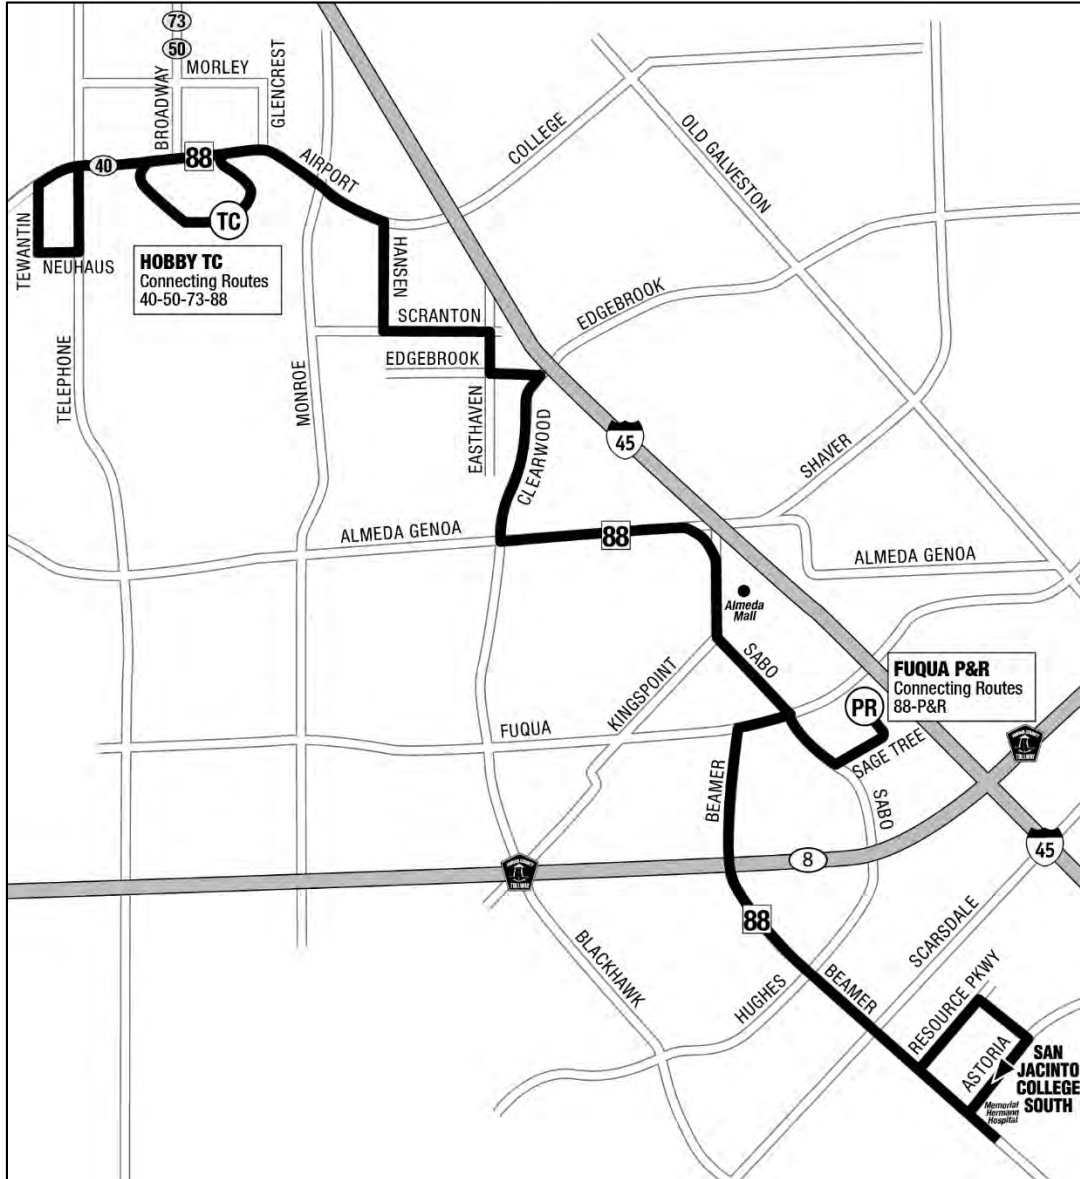 73
50
MORLEY
BROADWAY
GLENCREST
40
88
AIRPORT
COLLEGE
OLD GALVESTON
TC
TEWANTIN
NEUHAUS
HOBBY TC
Connecting Routes
40-50-73-88
HANSEN
SCRANTON
EDGEBROOK
EDGEBROOK
TELEPHONE
MONROE
EASTHAVEN
CLEARWOOD
45
SHAVER
ALMEDA GENOA
88
ALMEDA GENOA
Almeda
Mall
SABO
KINGSPOINT
FUQUA P&R
Connecting Routes
88-P&R
PR
FUQUA
SAGE TREE
BEAMER
SABO
TOLLWAY
45
8
TOLLWAY
88
SCARSDALE
BLACKHAWK
HUGHES
BEAMER
RESOURCE PKWY
ASTORIA
SAN
JACINTO
COLLEGE
SOUTH
Memorial
Hermann
Hospital